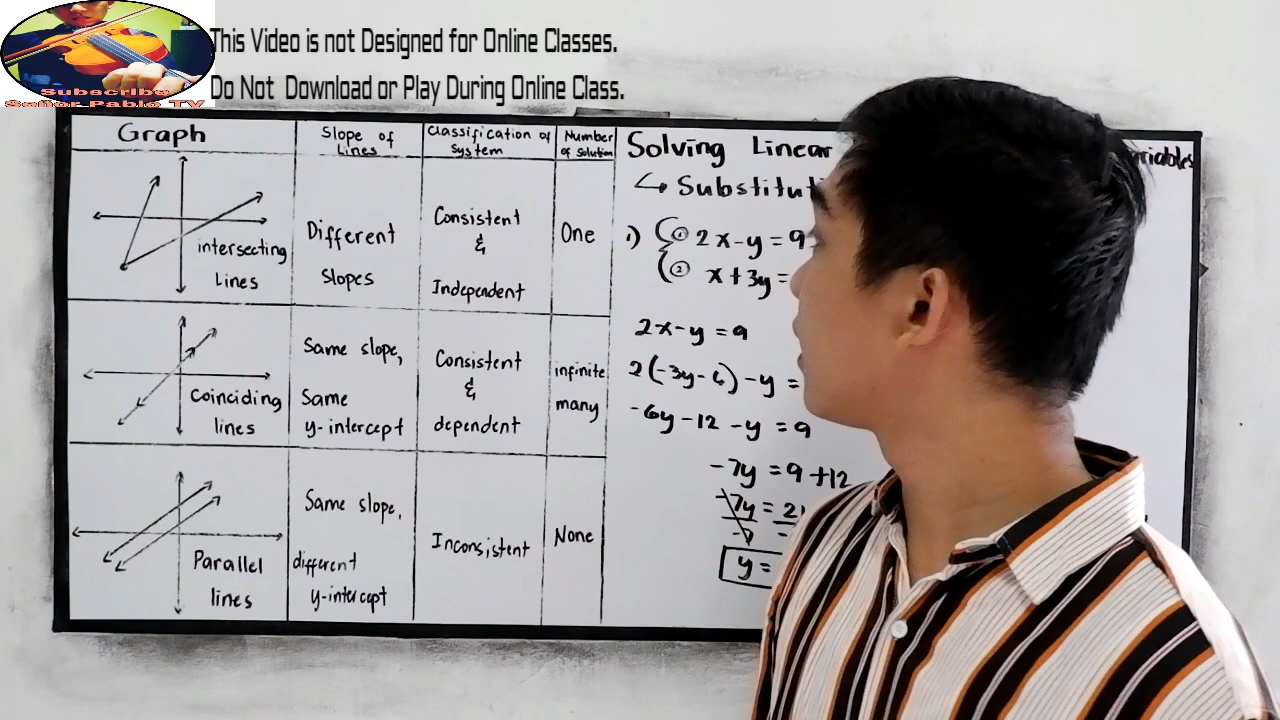 This Video is not Designed for Online Classes.
Do Not Download or Play During Online Class.
Subscribe
Señor Pablo TV
Graph
Slope of
Lines
Classification of
system
Number
of Solution
intersecting
Lines
Different
slopes
Consistent
&
Independent
One
Coinciding
lines
Same slope,
Same
y-intercept
Consistent
&
dependent
infinite
many
Parallel
lines
Same slope,
different
y-intercept
Inconsistent
None
Solving Linear
↳ Substitut
1) ① 2x-y = 9
② x + 3y =
2x-y = 9
2(-3y-6) -y =
-6y -12 -y = 9
-7y = 9 +12
-7y = 21
-7 -
y =